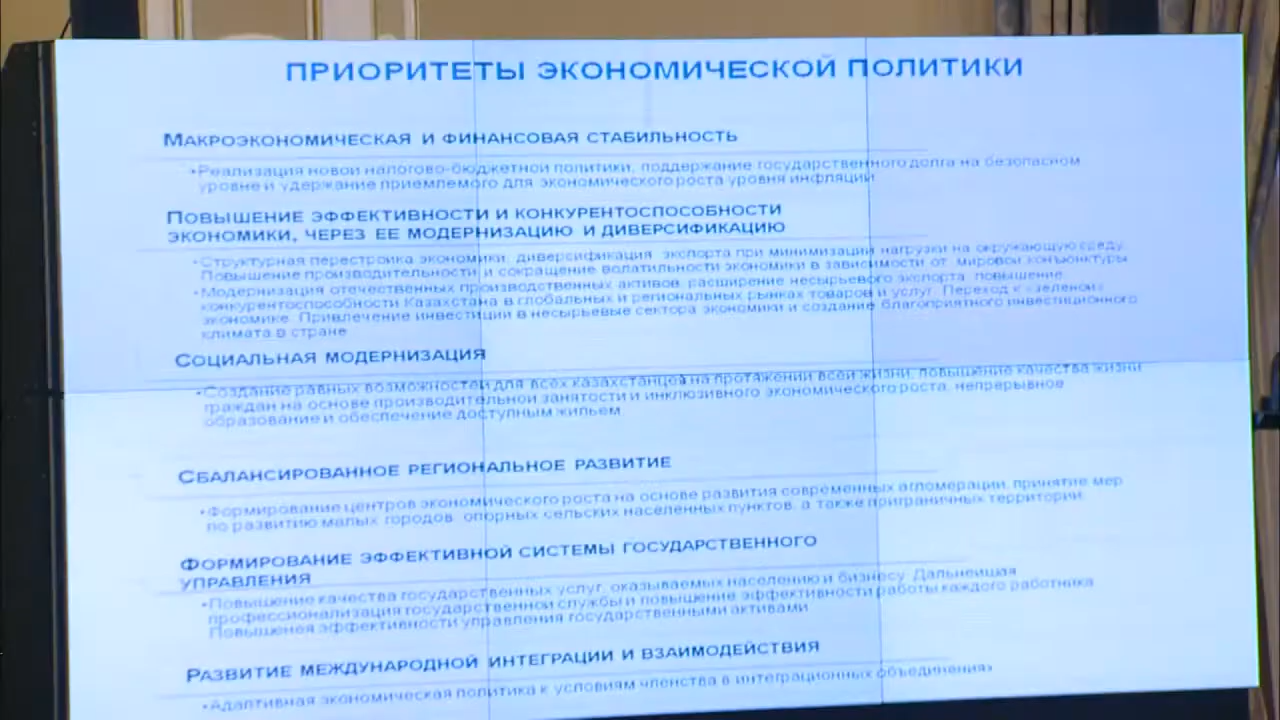 ПРИОРИТЕТЫ ЭКОНОМИЧЕСКОЙ ПОЛИТИКИ
МАКРОЭКОНОМИЧЕСКАЯ И ФИНАНСОВАЯ СТАБИЛЬНОСТЬ
•Реализация новой налогово-бюджетной политики, поддержание государственного долга на безопасном
уровне и удержание приемлемого для экономического роста уровня инфляции
ПОВЫШЕНИЕ ЭФФЕКТИВНОСТИ И КОНКУРЕНТОСПОСОБНОСТИ
ЭКОНОМИКИ, ЧЕРЕЗ ЕЕ МОДЕРНИЗАЦИЮ И ДИВЕРСИФИКАЦИЮ
•Структурная перестройка экономики, диверсификация экспорта при минимизации нагрузки на окружающую среду.
Повышение производительности и сокращение волатильности экономики в зависимости от мировой конъюнктуры
•Модернизация отечественных производственных активов, расширение несырьевого экспорта, повышение
конкурентоспособности Казахстана в глобальных и региональных рынках товаров и услуг. Переход к «зеленой»
экономике. Привлечение инвестиции в несырьевые сектора экономики и создание благоприятного инвестиционного
климата в стране
СОЦИАЛЬНАЯ МОДЕРНИЗАЦИЯ
•Создание равных возможностей для всех казахстанцев на протяжении всей жизни, повышение качества жизни
граждан на основе производительной занятости и инклюзивного экономического роста, непрерывное
образование и обеспечение доступным жильем
СБАЛАНСИРОВАННОЕ РЕГИОНАЛЬНОЕ РАЗВИТИЕ
•Формирование центров экономического роста на основе развития современных агломераций, принятие мер
по развитию малых городов, опорных сельских населенных пунктов, а также приграничных территорий
ФОРМИРОВАНИЕ ЭФФЕКТИВНОЙ СИСТЕМЫ ГОСУДАРСТВЕННОГО
УПРАВЛЕНИЯ
•Повышение качества государственных услуг, оказываемых населению и бизнесу. Дальнейшая
профессионализация государственной службы и повышение эффективности работы каждого работника.
Повышения эффективности управления государственными активами
РАЗВИТИЕ МЕЖДУНАРОДНОЙ ИНТЕГРАЦИИ И ВЗАИМОДЕЙСТВИЯ
•Адаптивная экономическая политика к условиям членства в интеграционных объединениях